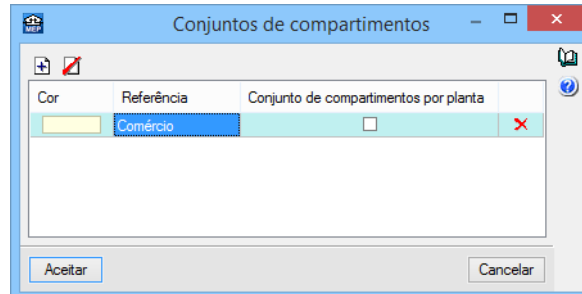 MEP
Conjuntos de compartimentos
Cor Referência Conjunto de compartimentos por planta
Comércio
Aceitar Cancelar